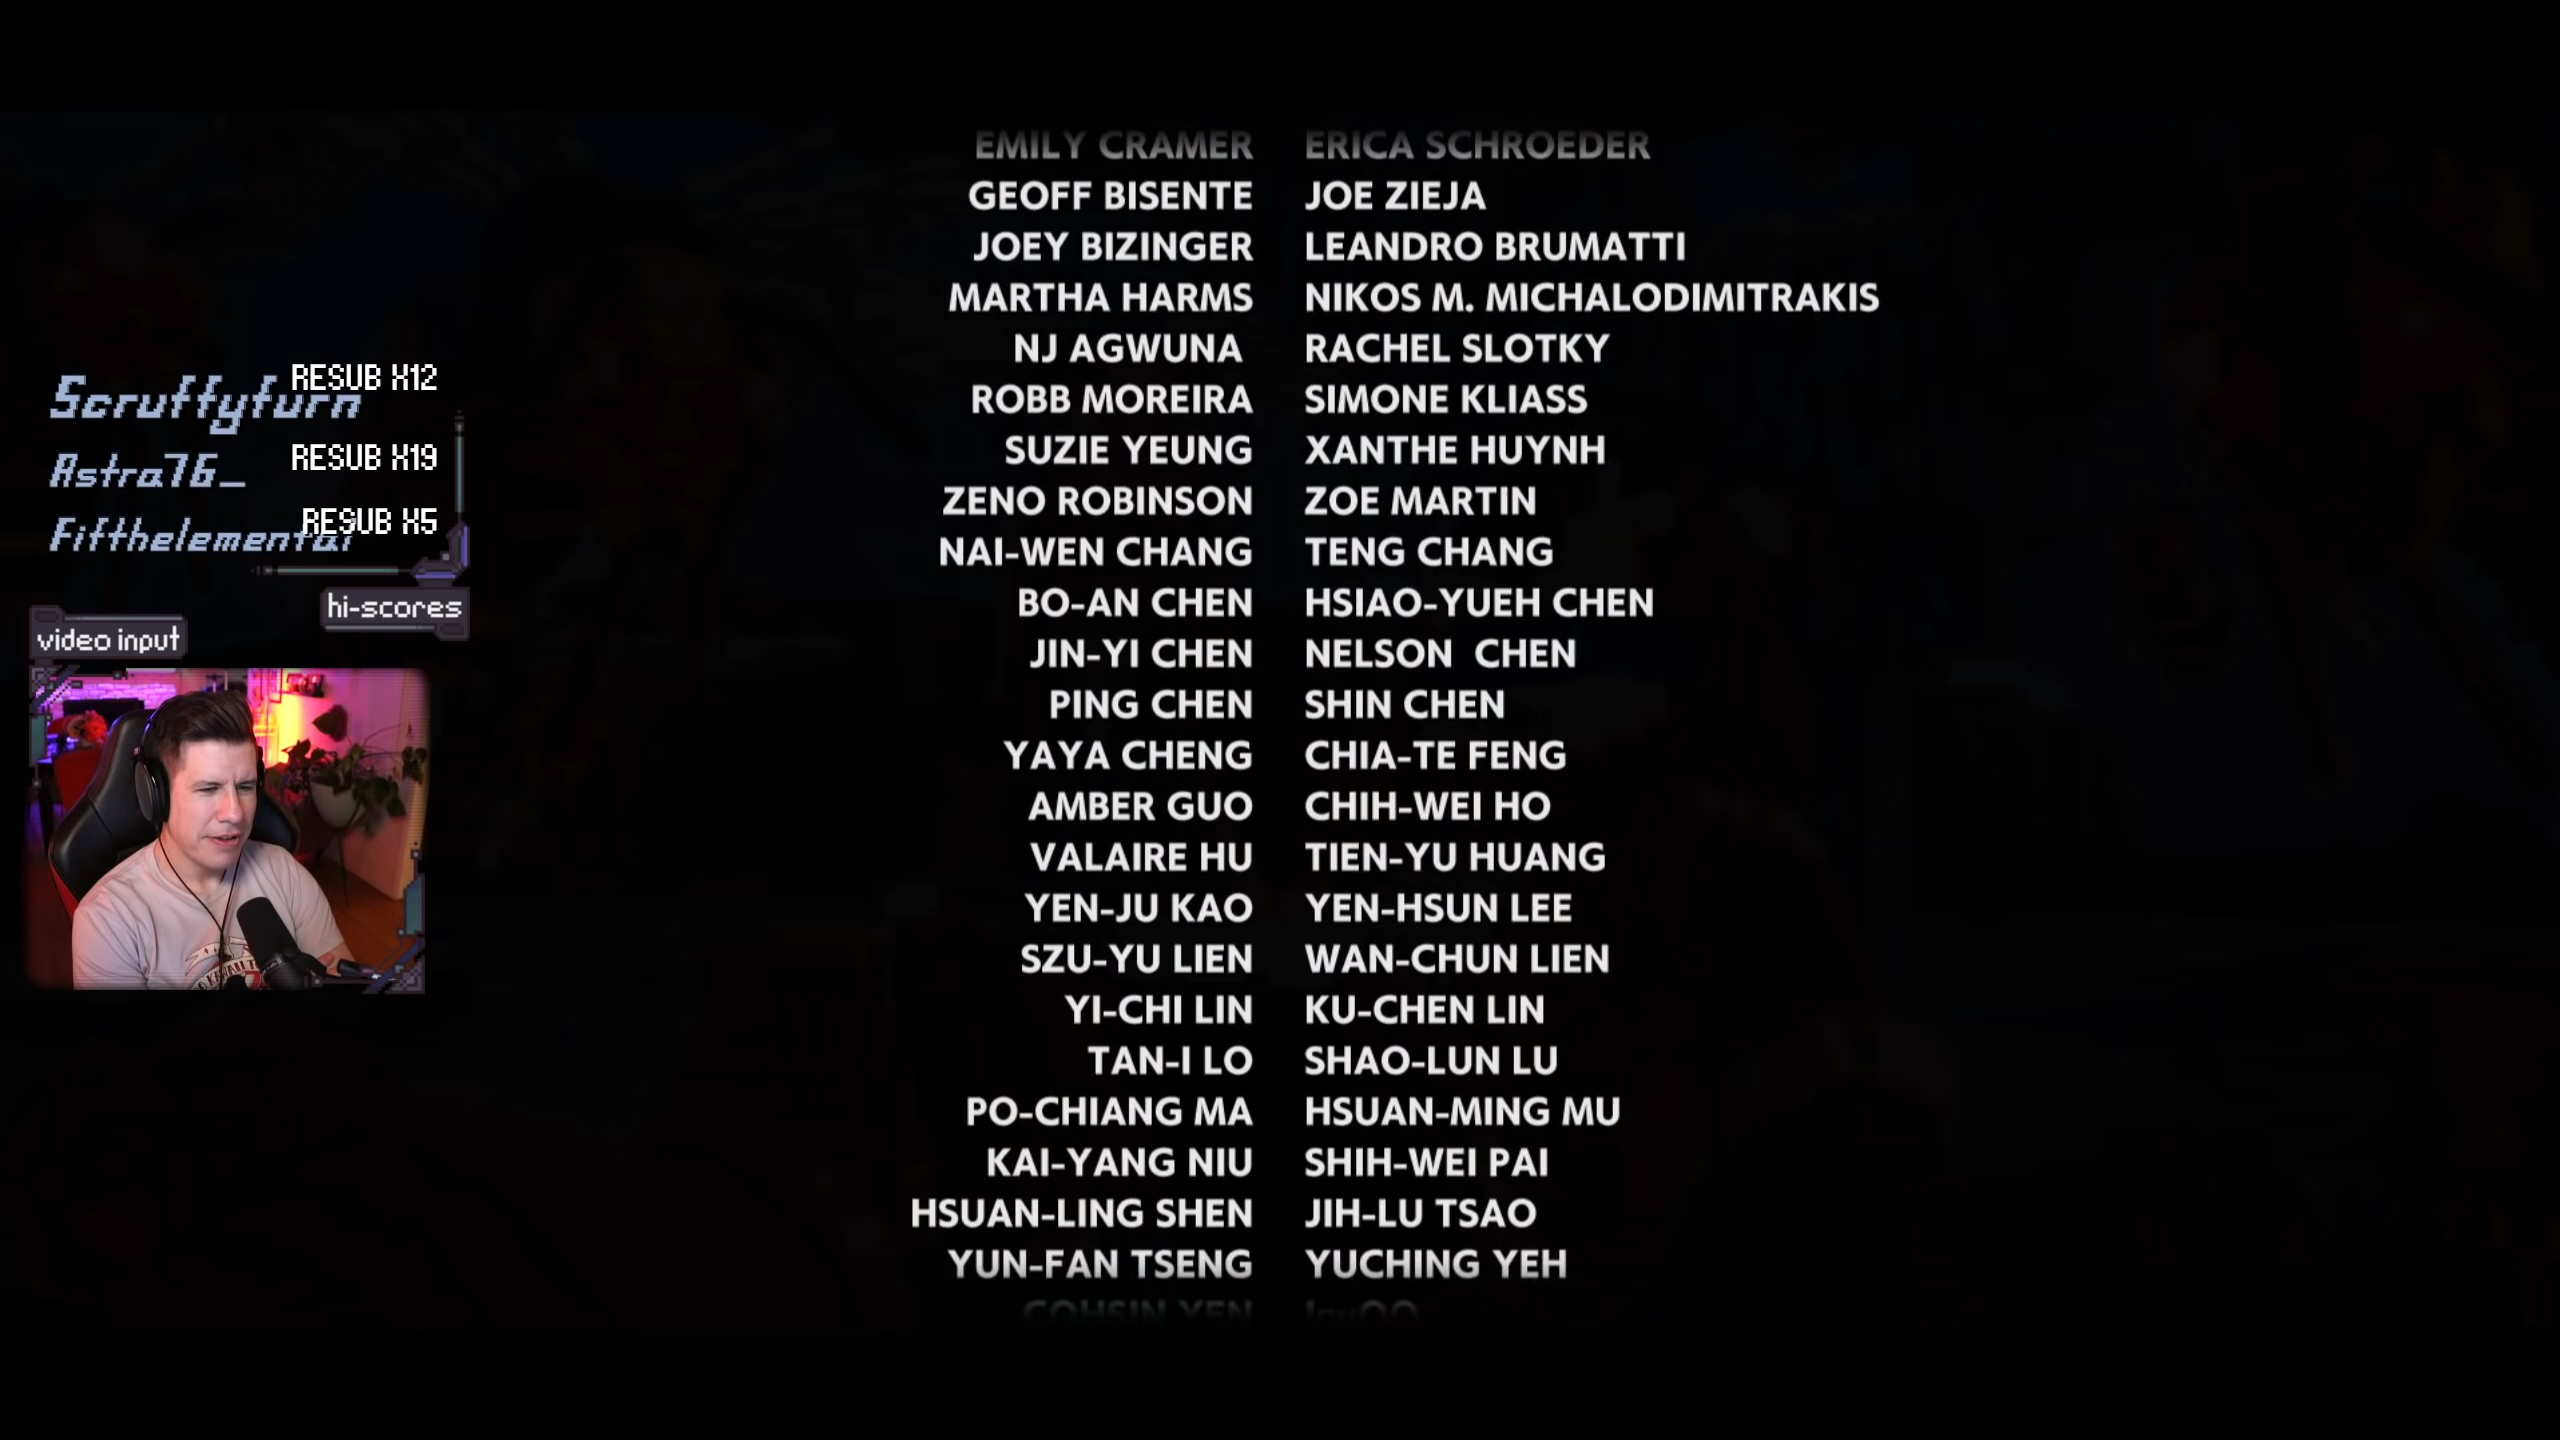 EMILY CRAMER ERICA SCHROEDER
GEOFF BISENTE JOE ZIEJA
JOEY BIZINGER LEANDRO BRUMATTI
MARTHA HARMS NIKOS M. MICHALODIMITRAKIS
NJ AGWUNA RACHEL SLOTKY
ROBB MOREIRA SIMONE KLIASS
SUZIE YEUNG XANTHE HUYNH
ZENO ROBINSON ZOE MARTIN
NAI-WEN CHANG TENG CHANG
BO-AN CHEN HSIAO-YUEH CHEN
JIN-YI CHEN NELSON CHEN
PING CHEN SHIN CHEN
YAYA CHENG CHIA-TE FENG
AMBER GUO CHIH-WEI HO
VALAIRE HU TIEN-YU HUANG
YEN-JU KAO YEN-HSUN LEE
SZU-YU LIEN WAN-CHUN LIEN
YI-CHI LIN KU-CHEN LIN
TAN-I LO SHAO-LUN LU
PO-CHIANG MA HSUAN-MING MU
KAI-YANG NIU SHIH-WEI PAI
HSUAN-LING SHEN JIH-LU TSAO
YUN-FAN TSENG YUCHING YEH
COHSIN YEN
Scruffyfurn RESUB X12
Astra76_ RESUB X19
Fifthelemental RESUB X5
hi-scores
video input